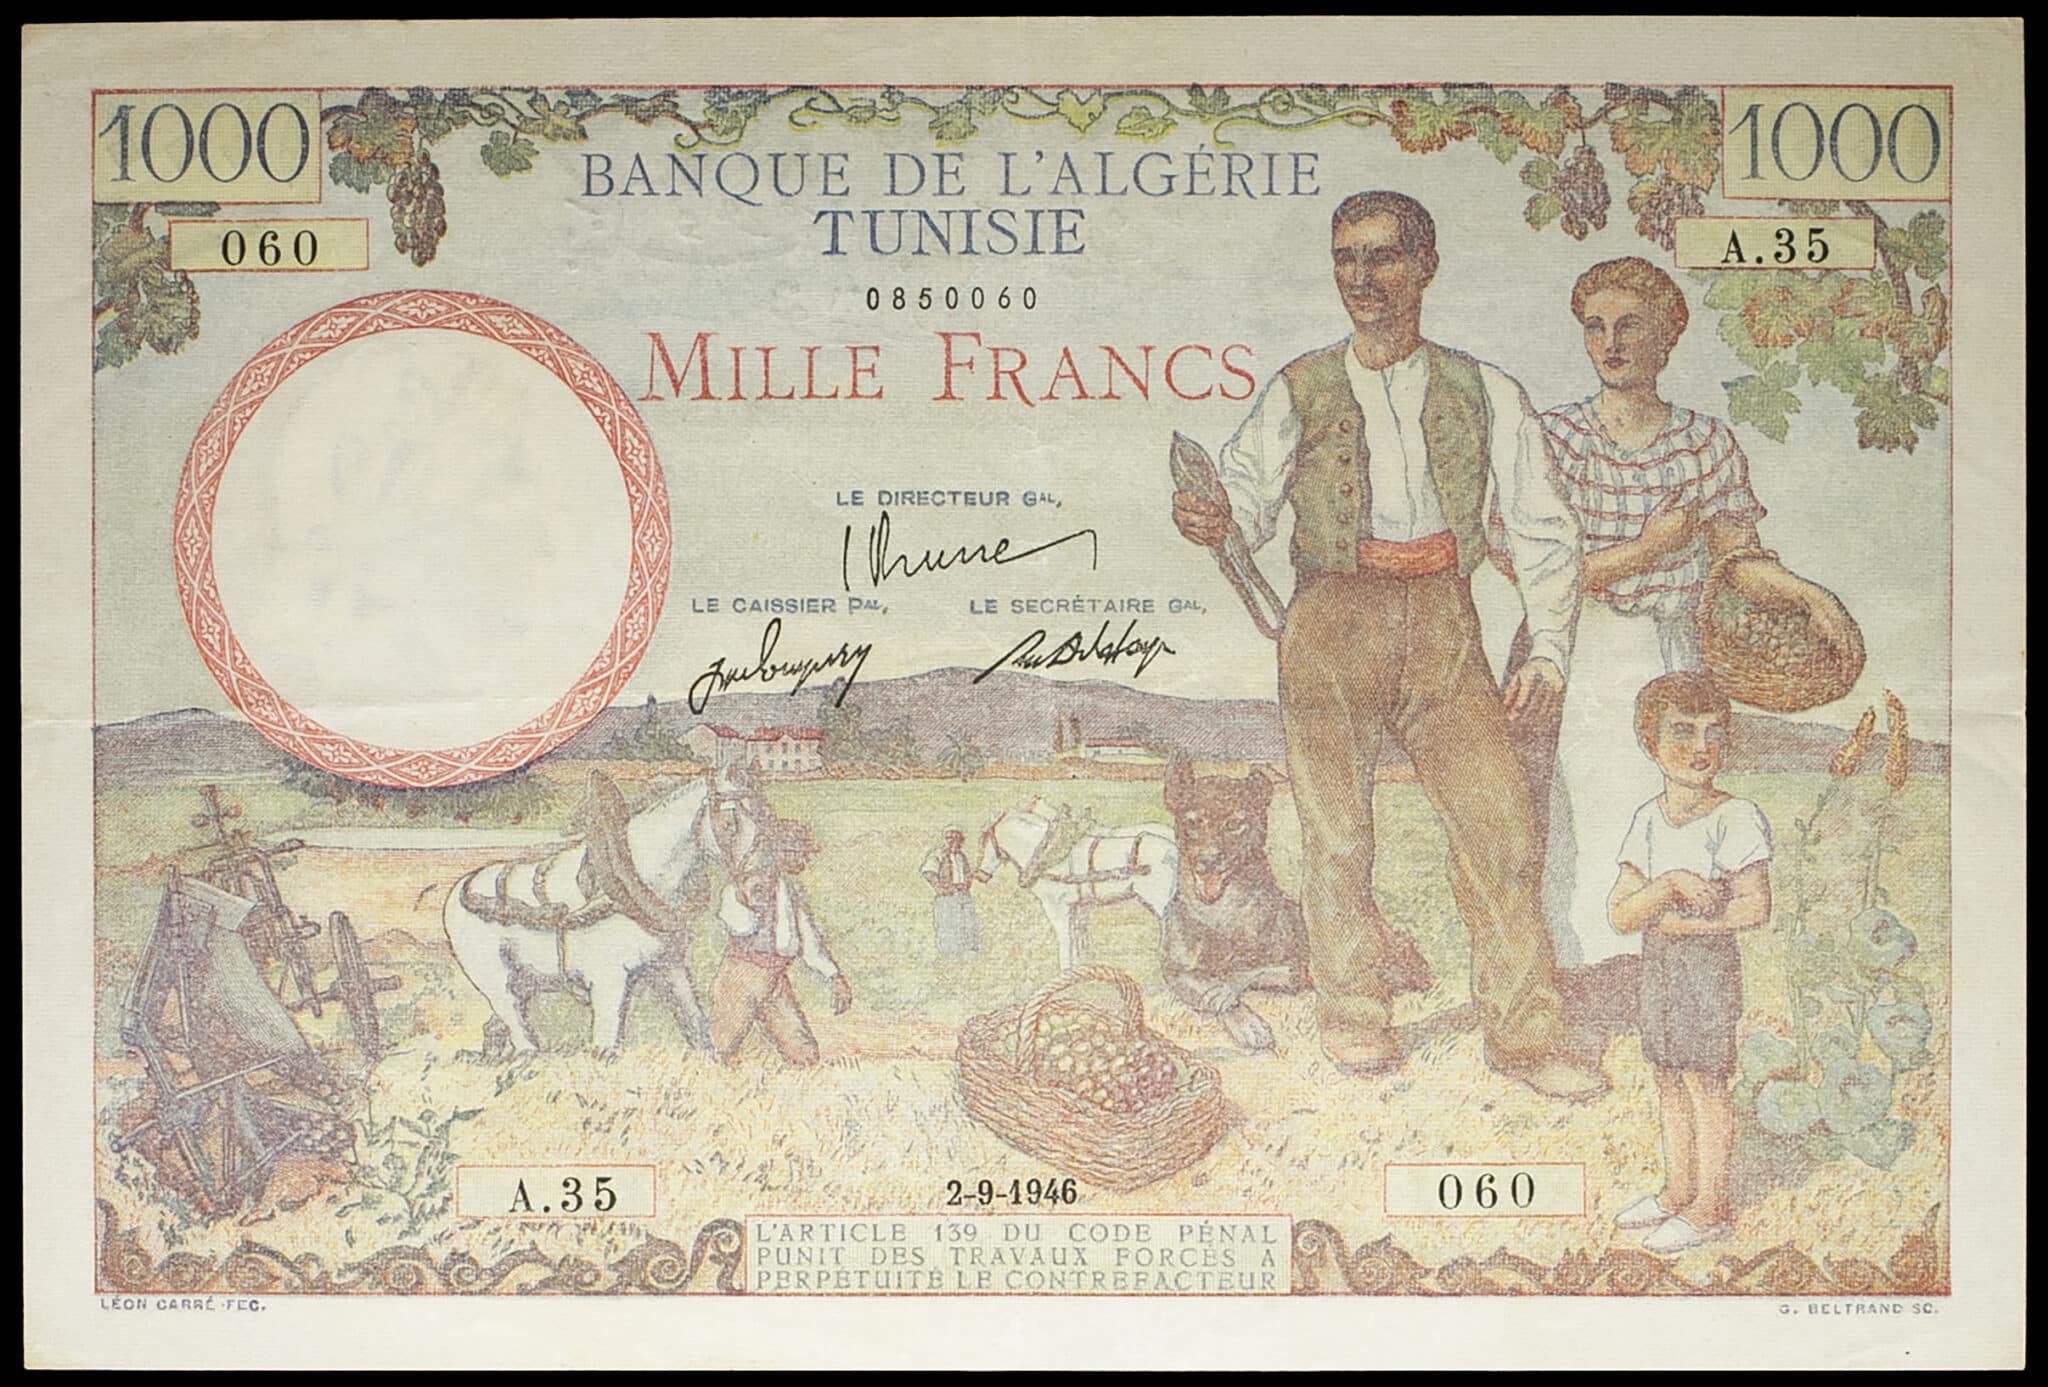 1000
1000
BANQUE DE L'ALGÉRIE
TUNISIE
060
A.35
0850060
MILLE FRANCS
LE DIRECTEUR GAL,
LE CAISSIER PAL,
LE SECRÉTAIRE GAL,
A.35
2-9-1946
060
L'ARTICLE 139 DU CODE PÉNAL
PUNIT DES TRAVAUX FORCÉS A
PERPÉTUITÉ LE CONTREFACTEUR
LÉON CARRÉ ·FEC.
G. BELTRAND SC.